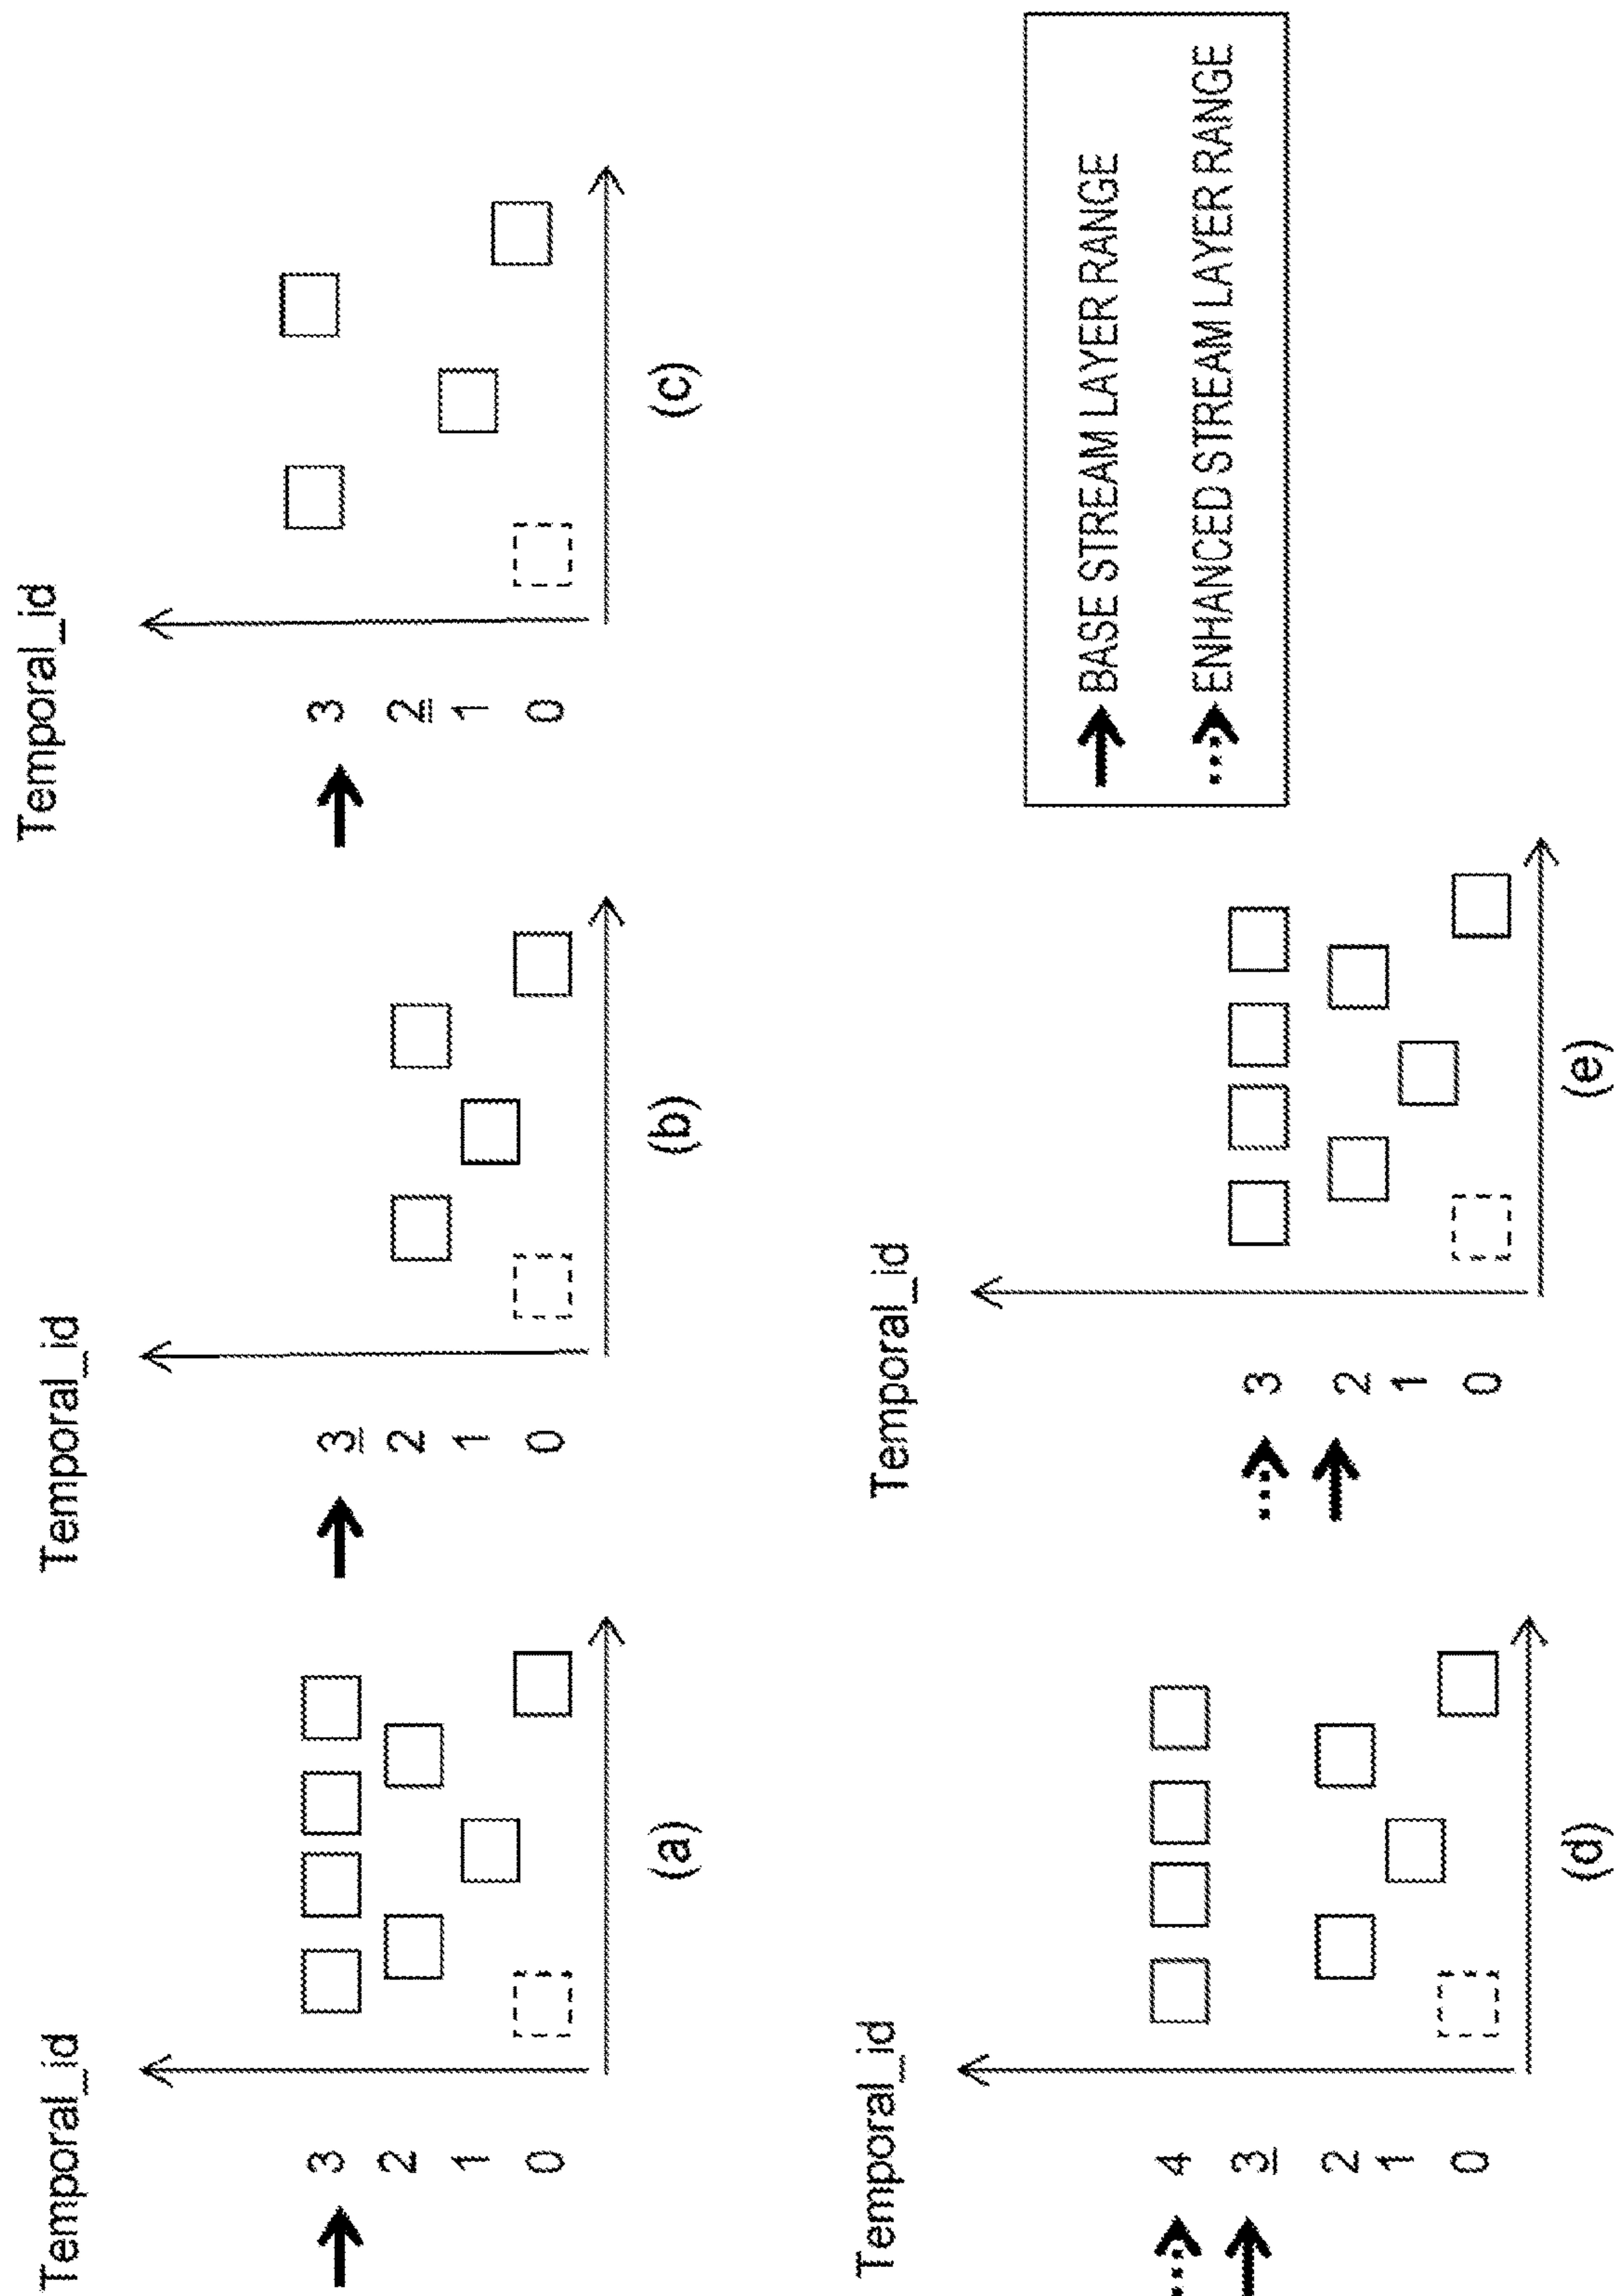 Temporal_id
3
2
1
0
(a)
Temporal_id
3
2
1
0
(b)
Temporal_id
3
2
1
0
(c)
Temporal_id
4
3
2
1
0
(d)
Temporal_id
3
2
1
0
(e)
BASE STREAM LAYER RANGE
ENHANCED STREAM LAYER RANGE